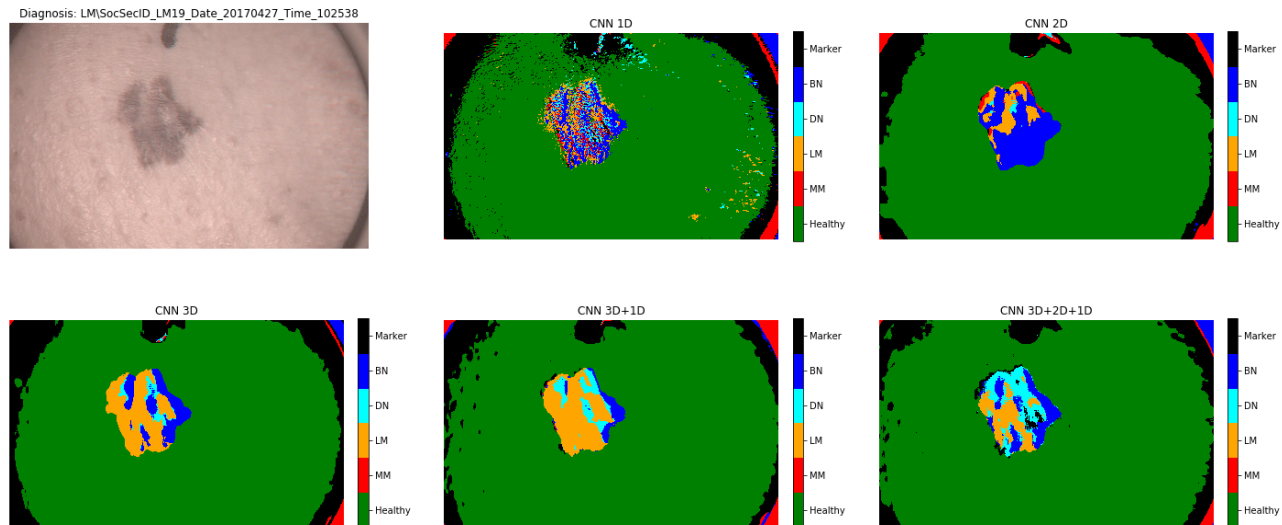 Diagnosis: LM\SocSecID_LM19_Date_20170427_Time_102538
CNN 1D
Marker
BN
DN
LM
MM
Healthy
CNN 2D
Marker
BN
DN
LM
MM
Healthy
CNN 3D
Marker
BN
DN
LM
MM
Healthy
CNN 3D+1D
Marker
BN
DN
LM
MM
Healthy
CNN 3D+2D+1D
Marker
BN
DN
LM
MM
Healthy